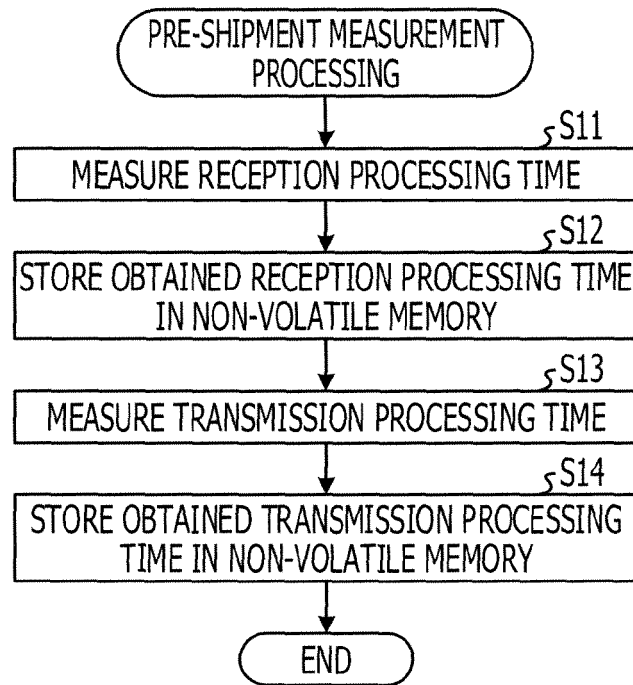 PRE-SHIPMENT MEASUREMENT
PROCESSING
S11
MEASURE RECEPTION PROCESSING TIME
S12
STORE OBTAINED RECEPTION PROCESSING TIME
IN NON-VOLATILE MEMORY
S13
MEASURE TRANSMISSION PROCESSING TIME
S14
STORE OBTAINED TRANSMISSION PROCESSING
TIME IN NON-VOLATILE MEMORY
END